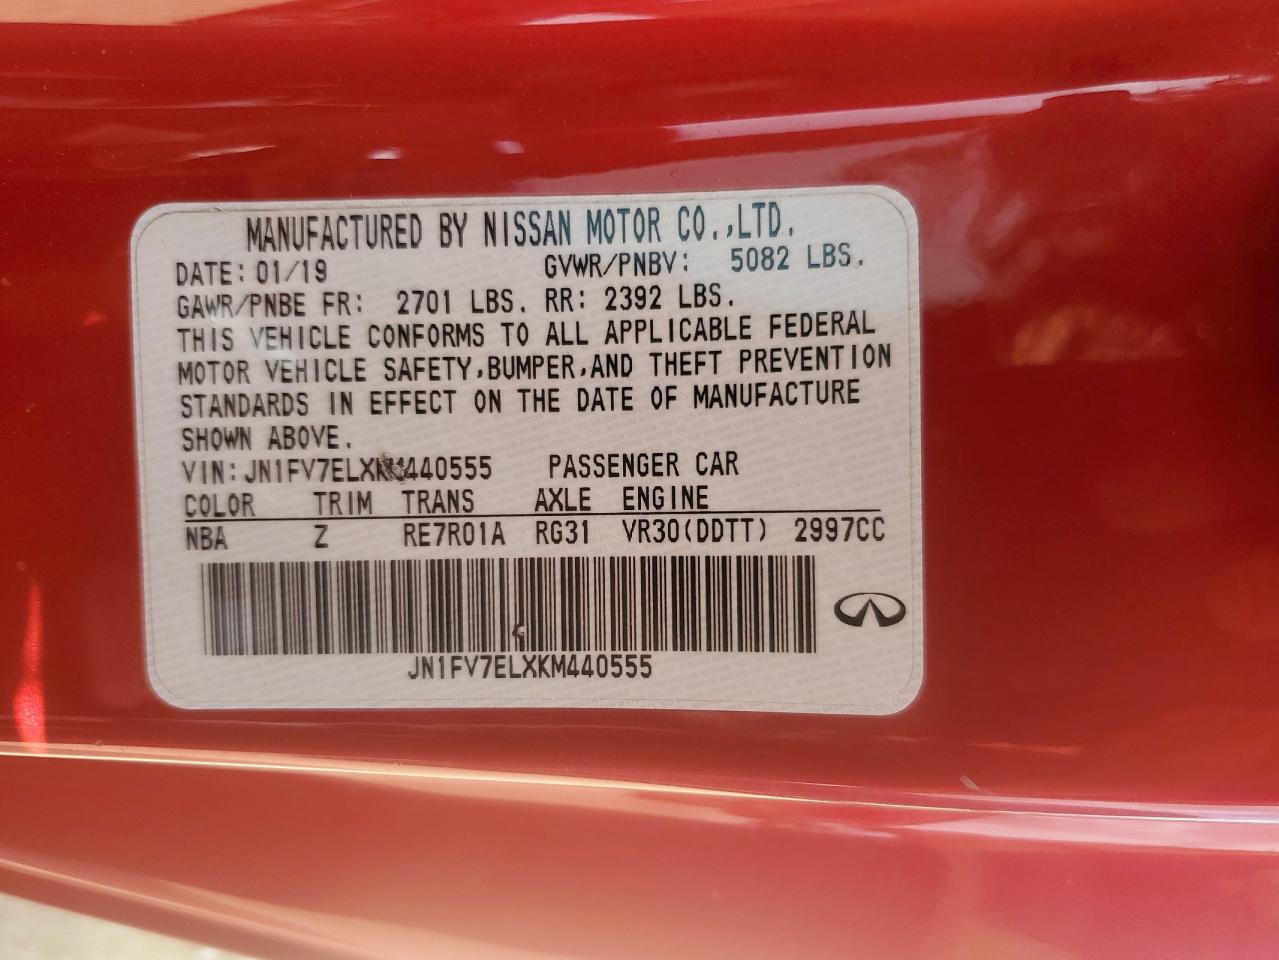 MANUFACTURED BY NISSAN MOTOR CO.,LTD.
DATE: 01/19 GVWR/PNBV: 5082 LBS.
GAWR/PNBE FR: 2701 LBS. RR: 2392 LBS.
THIS VEHICLE CONFORMS TO ALL APPLICABLE FEDERAL
MOTOR VEHICLE SAFETY,BUMPER,AND THEFT PREVENTION
STANDARDS IN EFFECT ON THE DATE OF MANUFACTURE
SHOWN ABOVE.
VIN:JN1FV7ELXKM440555 PASSENGER CAR
COLOR TRIM TRANS AXLE ENGINE
NBA Z RE7R01A RG31 VR30(DDTT) 2997CC
JN1FV7ELXKM440555